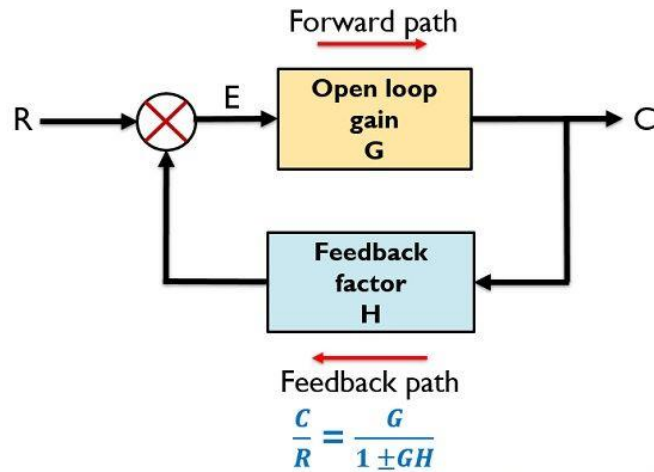 Forward path
R
E
Open loop
gain
G
C
Feedback
factor
H
Feedback path
C/R = G/(1 ±GH)